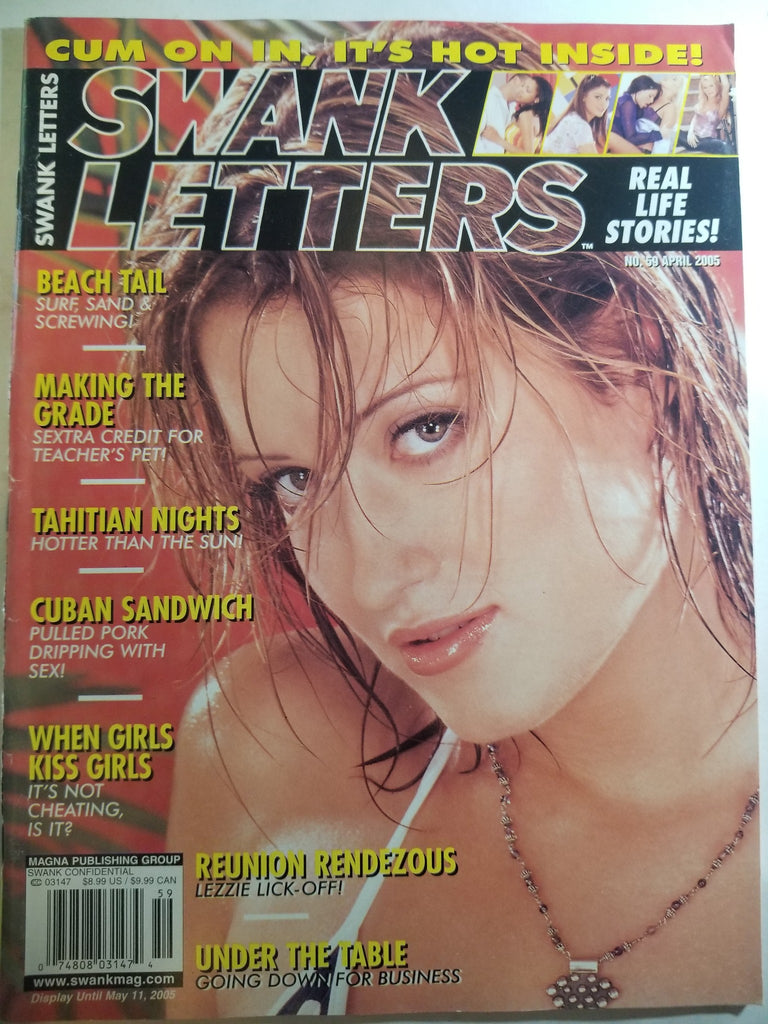 CUM ON IN, IT'S HOT INSIDE!
SWANK LETTERS
SWANK
LETTERS™
REAL
LIFE
STORIES!
NO. 59 APRIL 2005
BEACH TAIL
SURF, SAND &
SCREWING!
MAKING THE
GRADE
SEXTRA CREDIT FOR
TEACHER'S PET!
TAHITIAN NIGHTS
HOTTER THAN THE SUN!
CUBAN SANDWICH
PULLED PORK
DRIPPING WITH
SEX!
WHEN GIRLS
KISS GIRLS
IT'S NOT
CHEATING,
IS IT?
REUNION RENDEZOUS
LEZZIE LICK-OFF!
UNDER THE TABLE
GOING DOWN FOR BUSINESS
MAGNA PUBLISHING GROUP
SWANK CONFIDENTIAL
03147 $8.99 US / $9.99 CAN
59
0 74808 03147 4
www.swankmag.com
Display Until May 11, 2005